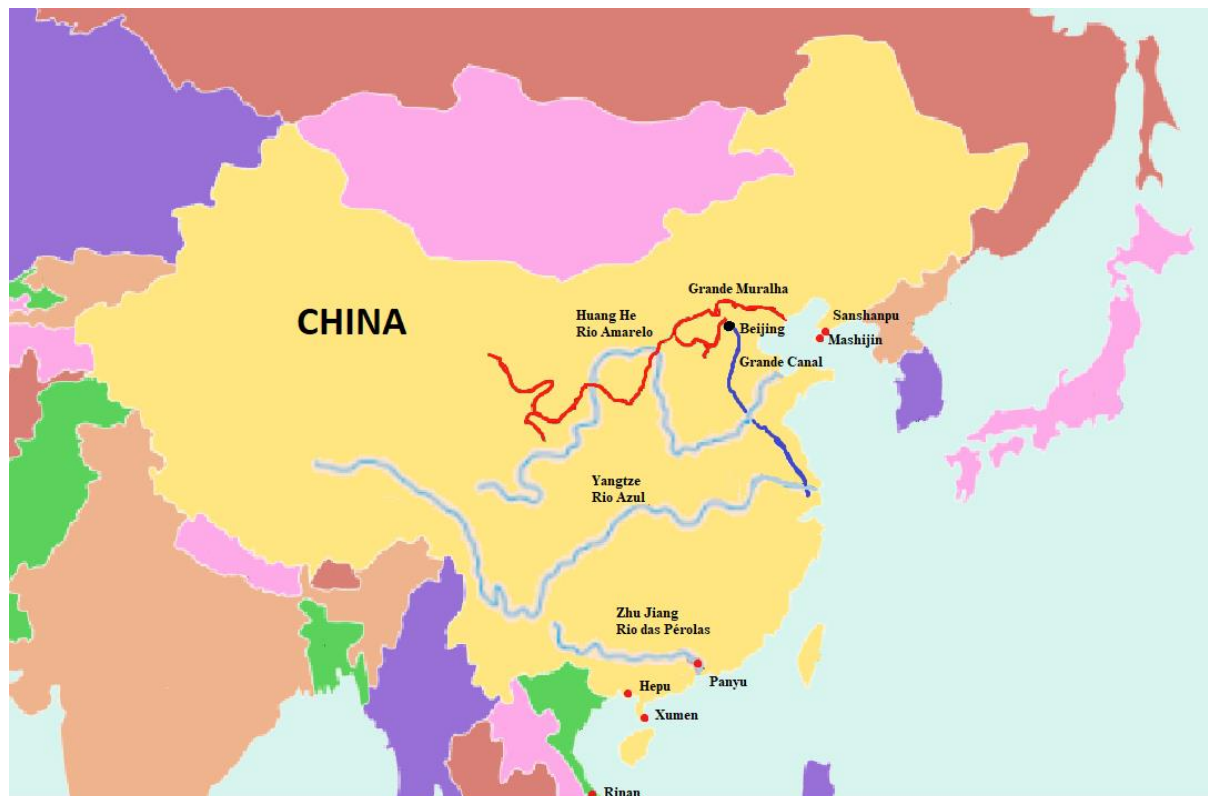 Grande Muralha
CHINA
Huang He
Rio Amarelo
Sanshanpu
Beijing
Mashijin
Grande Canal
Yangtze
Rio Azul
Zhu Jiang
Rio das Pérolas
Panyu
Hepu
Xumen
Rinan